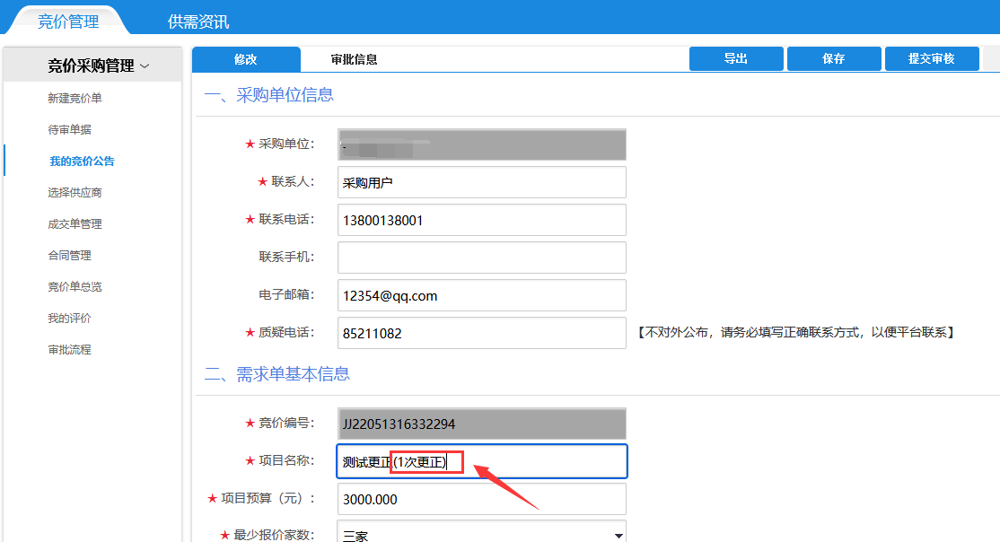 竞价管理 供需资讯
竞价采购管理
新建竞价单
待审单据
我的竞价公告
选择供应商
成交单管理
合同管理
竞价单总览
我的评价
审批流程
修改 审批信息 导出 保存 提交审核
一、采购单位信息
★ 采购单位：
★ 联系人： 采购用户
★ 联系电话： 13800138001
联系手机：
电子邮箱： 12354@qq.com
★ 质疑电话： 85211082 【不对外公布，请务必填写正确联系方式，以便平台联系】
二、需求单基本信息
★ 竞价编号： JJ22051316332294
★ 项目名称： 测试更正(1次更正)
★ 项目预算（元）： 3000.000
★ 最少报价家数： 三家